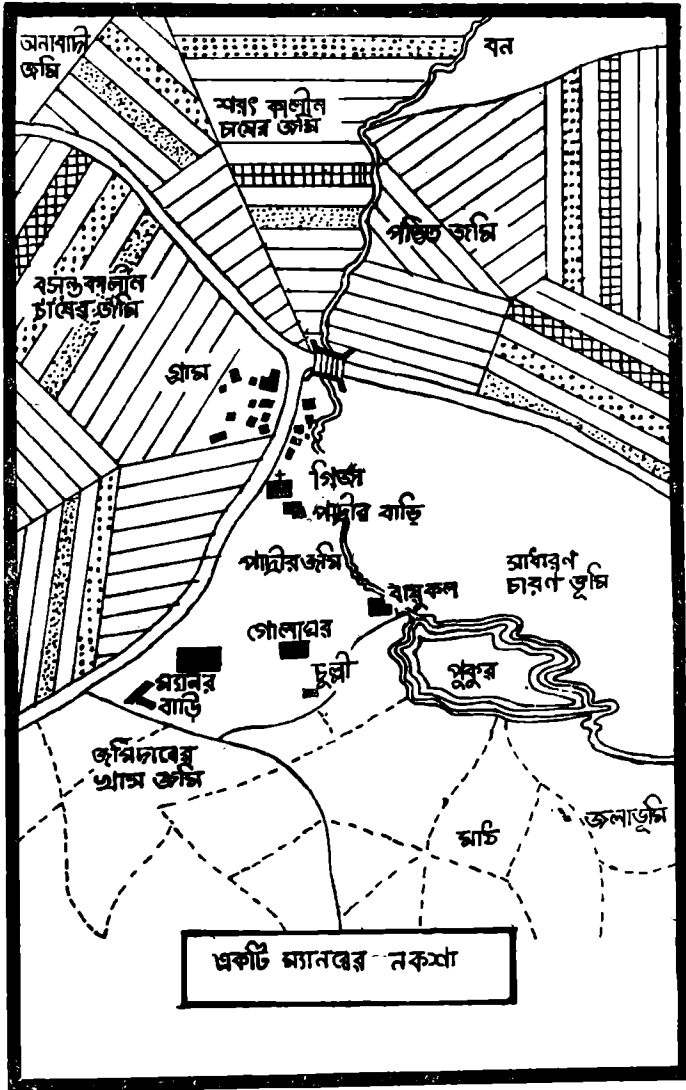 অনাবাদী
জমি
বন
শরৎ কালীন
চাষের জমি
পতিত জমি
বসন্তকালীন
চাষের জমি
গ্রাম
গির্জা
পাদ্রীর বাড়ি
পাদ্রীর জমি
সাধারণ
চারণ ভূমি
বায়ুকল
গোলাঘর
চুল্লী
পুকুর
ম্যানর
বাড়ি
জমিদারের
খাস জমি
মাঠ
জলাভূমি
একটি ম্যানরের নকশা